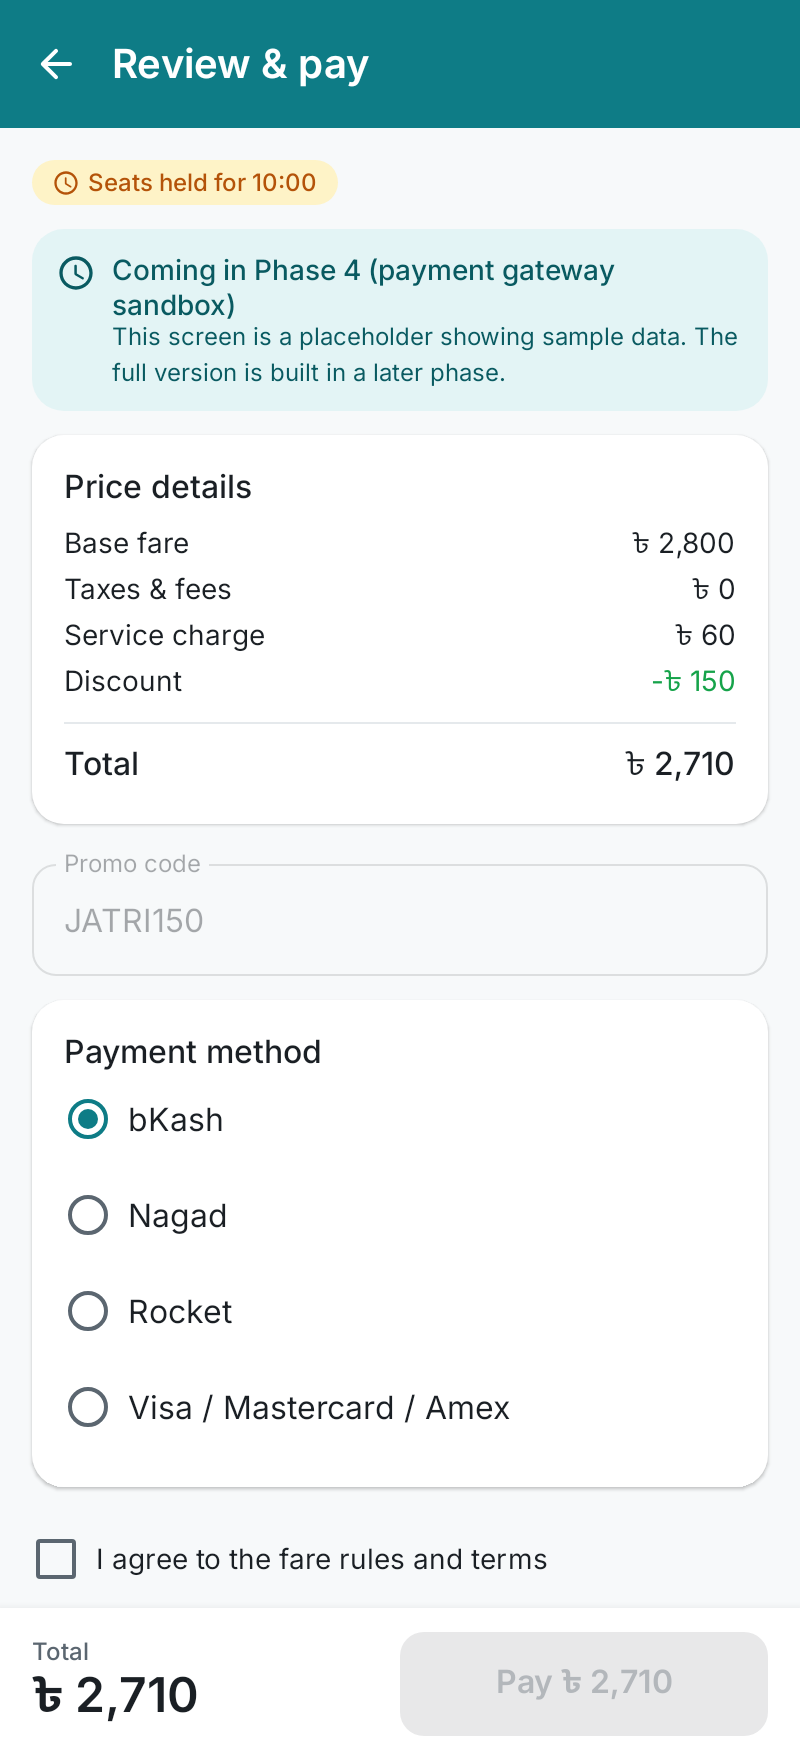 Review & pay
Seats held for 10:00
Coming in Phase 4 (payment gateway
sandbox)
This screen is a placeholder showing sample data. The
full version is built in a later phase.
Price details
Base fare ৳ 2,800
Taxes & fees ৳ 0
Service charge ৳ 60
Discount -৳ 150
Total ৳ 2,710
Promo code
JATRI150
Payment method
bKash
Nagad
Rocket
Visa / Mastercard / Amex
I agree to the fare rules and terms
Total
৳ 2,710
Pay ৳ 2,710